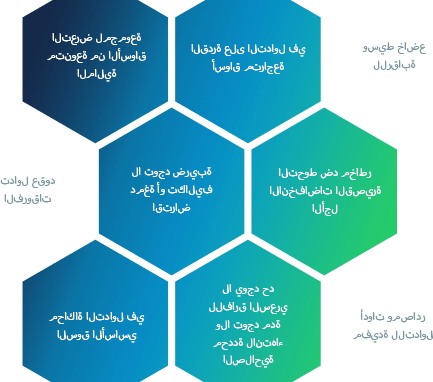 التعرض لمجموعة
متنوعة من الأسواق
المالية
القدرة على التداول في
أسواق متراجعة
وسيط خاضع
للرقابة
تداول عقود
الفروقات
لا توجد ضريبة
دمغة أو تكاليف
اقتراض
التحوط ضد مخاطر
الانخفاضات القصيرة
الأجل
محاكاة التداول في
السوق الأساسي
لا يوجد حد
للفارق السعري
ولا توجد مدة
محددة لانتهاء
الصلاحية
أدوات ومصادر
مفيدة للتداول